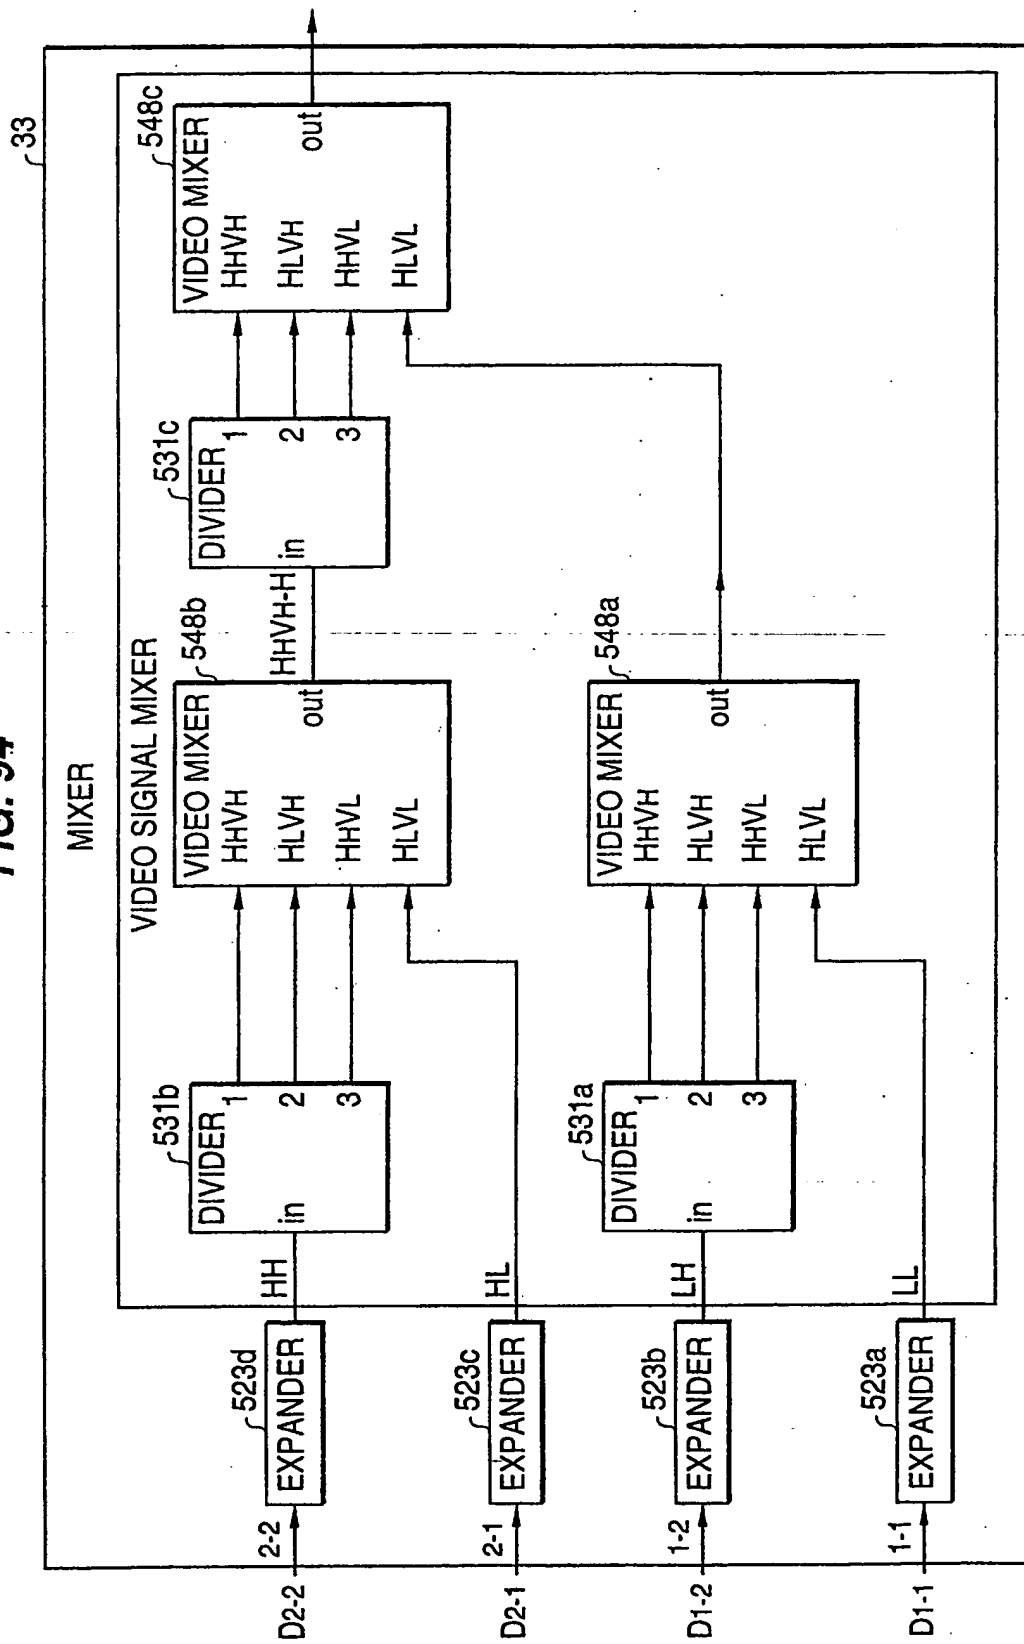 FIG. 94
33
MIXER
VIDEO SIGNAL MIXER
D2-2
2-2
EXPANDER
523d
HH
DIVIDER
531b
in
1
2
3
VIDEO MIXER
548b
HHVH
HLVH
HHVL
HLVL
out
HHVH-H
DIVIDER
531c
in
1
2
3
VIDEO MIXER
548c
HHVH
HLVH
HHVL
HLVL
out
D2-1
2-1
EXPANDER
523c
HL
D1-2
1-2
EXPANDER
523b
LH
DIVIDER
531a
in
1
2
3
VIDEO MIXER
548a
HHVH
HLVH
HHVL
HLVL
out
D1-1
1-1
EXPANDER
523a
LL